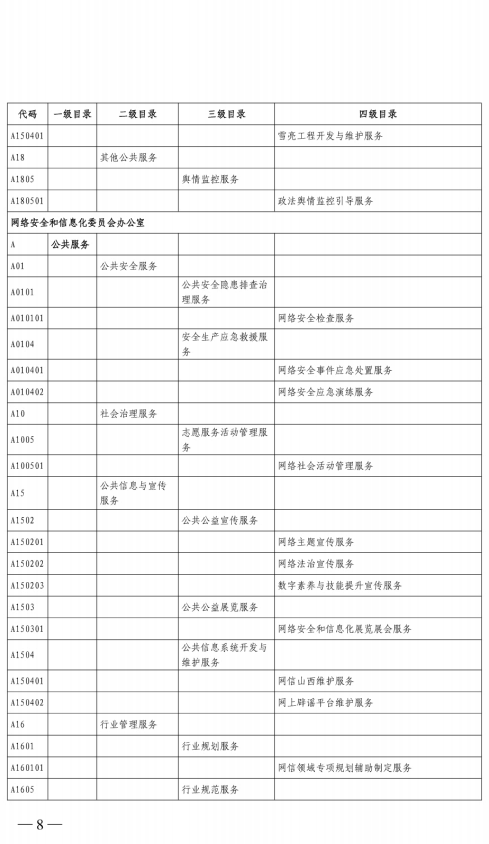 代码 一级目录 二级目录 三级目录 四级目录
A150401 雪亮工程开发与维护服务
A18 其他公共服务
A1805 舆情监控服务
A180501 政法舆情监控引导服务
网络安全和信息化委员会办公室
A 公共服务
A01 公共安全服务
A0101 公共安全隐患排查治
理服务
A010101 网络安全检查服务
A0104 安全生产应急救援服
务
A010401 网络安全事件应急处置服务
A010402 网络安全应急演练服务
A10 社会治理服务
A1005 志愿服务活动管理服
务
A100501 网络社会活动管理服务
A15 公共信息与宣传
服务
A1502 公共公益宣传服务
A150201 网络主题宣传服务
A150202 网络法治宣传服务
A150203 数字素养与技能提升宣传服务
A1503 公共公益展览服务
A150301 网络安全和信息化展览展会服务
A1504 公共信息系统开发与
维护服务
A150401 网信山西维护服务
A150402 网上辟谣平台维护服务
A16 行业管理服务
A1601 行业规划服务
A160101 网信领域专项规划辅助制定服务
A1605 行业规范服务
— 8 —